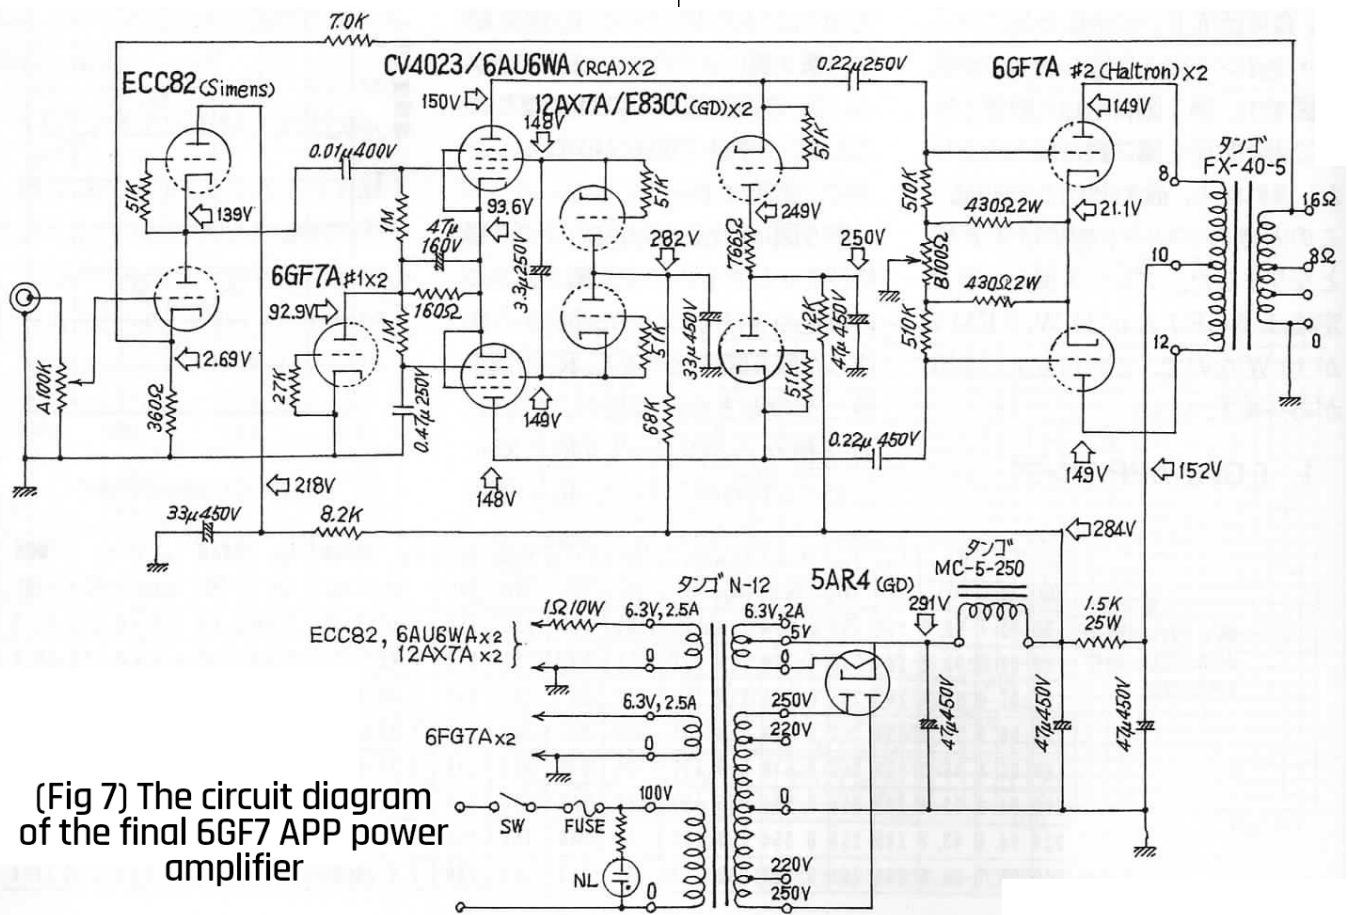 7.0K
ECC82(Simens)
CV4023/6AU6WA(RCA)×2
0.22μ250V
6GF7A #2(Haltron)×2
150V
12AX7A/E83CC(GD)×2
148V
149V
51K
タンゴ
FX-40-5
0.01μ400V
8
51K
139V
1M
93.6V
51K
249V
510K
430Ω2W
21.1V
16Ω
47μ
160V
282V
250V
766Ω
B100Ω
10
8Ω
6GF7A#1×2
3.3μ250V
92.9V
160Ω
430Ω2W
1M
33μ450V
22K
47μ450V
510K
0
2.69V
51K
12
A100K
360Ω
27K
0.47μ250V
149V
68K
51K
0.22μ450V
218V
148V
149V
152V
33μ450V
8.2K
284V
タンゴ N-12
5AR4(GD)
タンゴ
MC-5-250
291V
1.5K
25W
ECC82, 6AU6WA×2
12AX7A ×2
1Ω10W
6.3V,2.5A
6.3V,2A
5V
0
0
6.3V,2.5A
250V
220V
6FG7A×2
0
47μ450V
47μ450V
47μ450V
(Fig 7) The circuit diagram
of the final 6GF7 APP power
amplifier
SW
FUSE
100V
0
NL
220V
0
250V